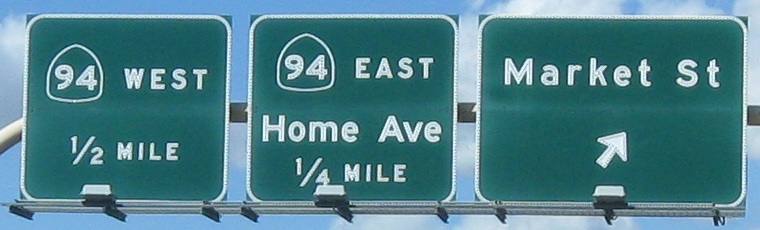 94 WEST
1/2 MILE
94 EAST
Home Ave
1/4 MILE
Market St